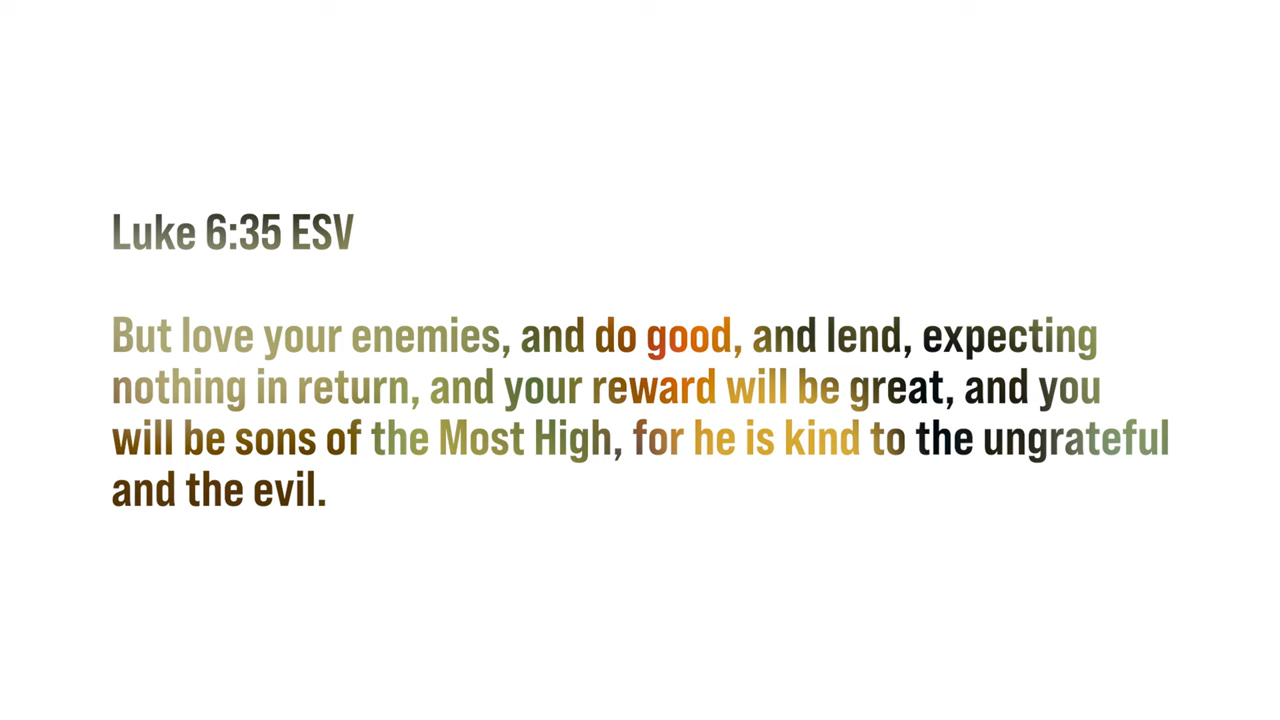 Luke 6:35 ESV
But love your enemies, and do good, and lend, expecting
nothing in return, and your reward will be great, and you
will be sons of the Most High, for he is kind to the ungrateful
and the evil.